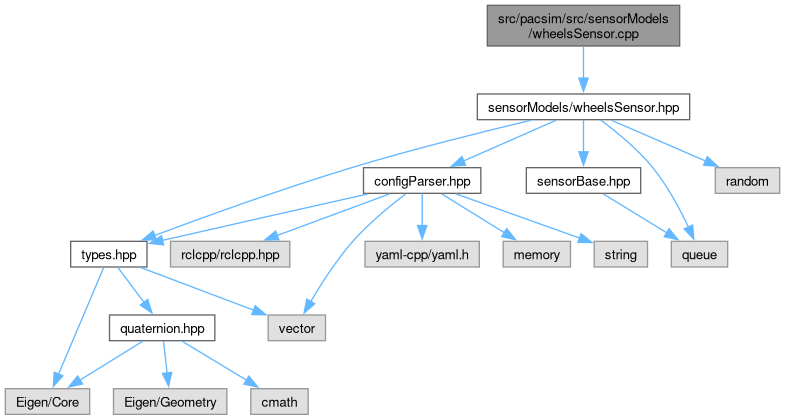 src/pacsim/src/sensorModels
/wheelsSensor.cpp
sensorModels/wheelsSensor.hpp
configParser.hpp
sensorBase.hpp
random
types.hpp
rclcpp/rclcpp.hpp
yaml-cpp/yaml.h
memory
string
queue
quaternion.hpp
vector
Eigen/Core
Eigen/Geometry
cmath